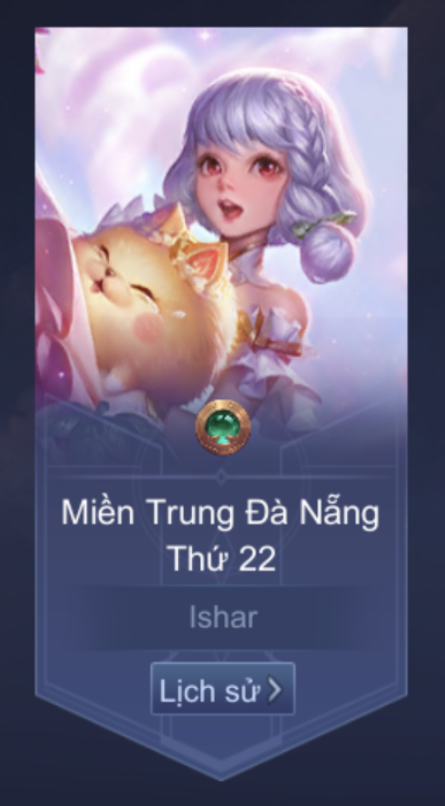 Miền Trung Đà Nẵng
Thứ 22
Ishar
Lịch sử